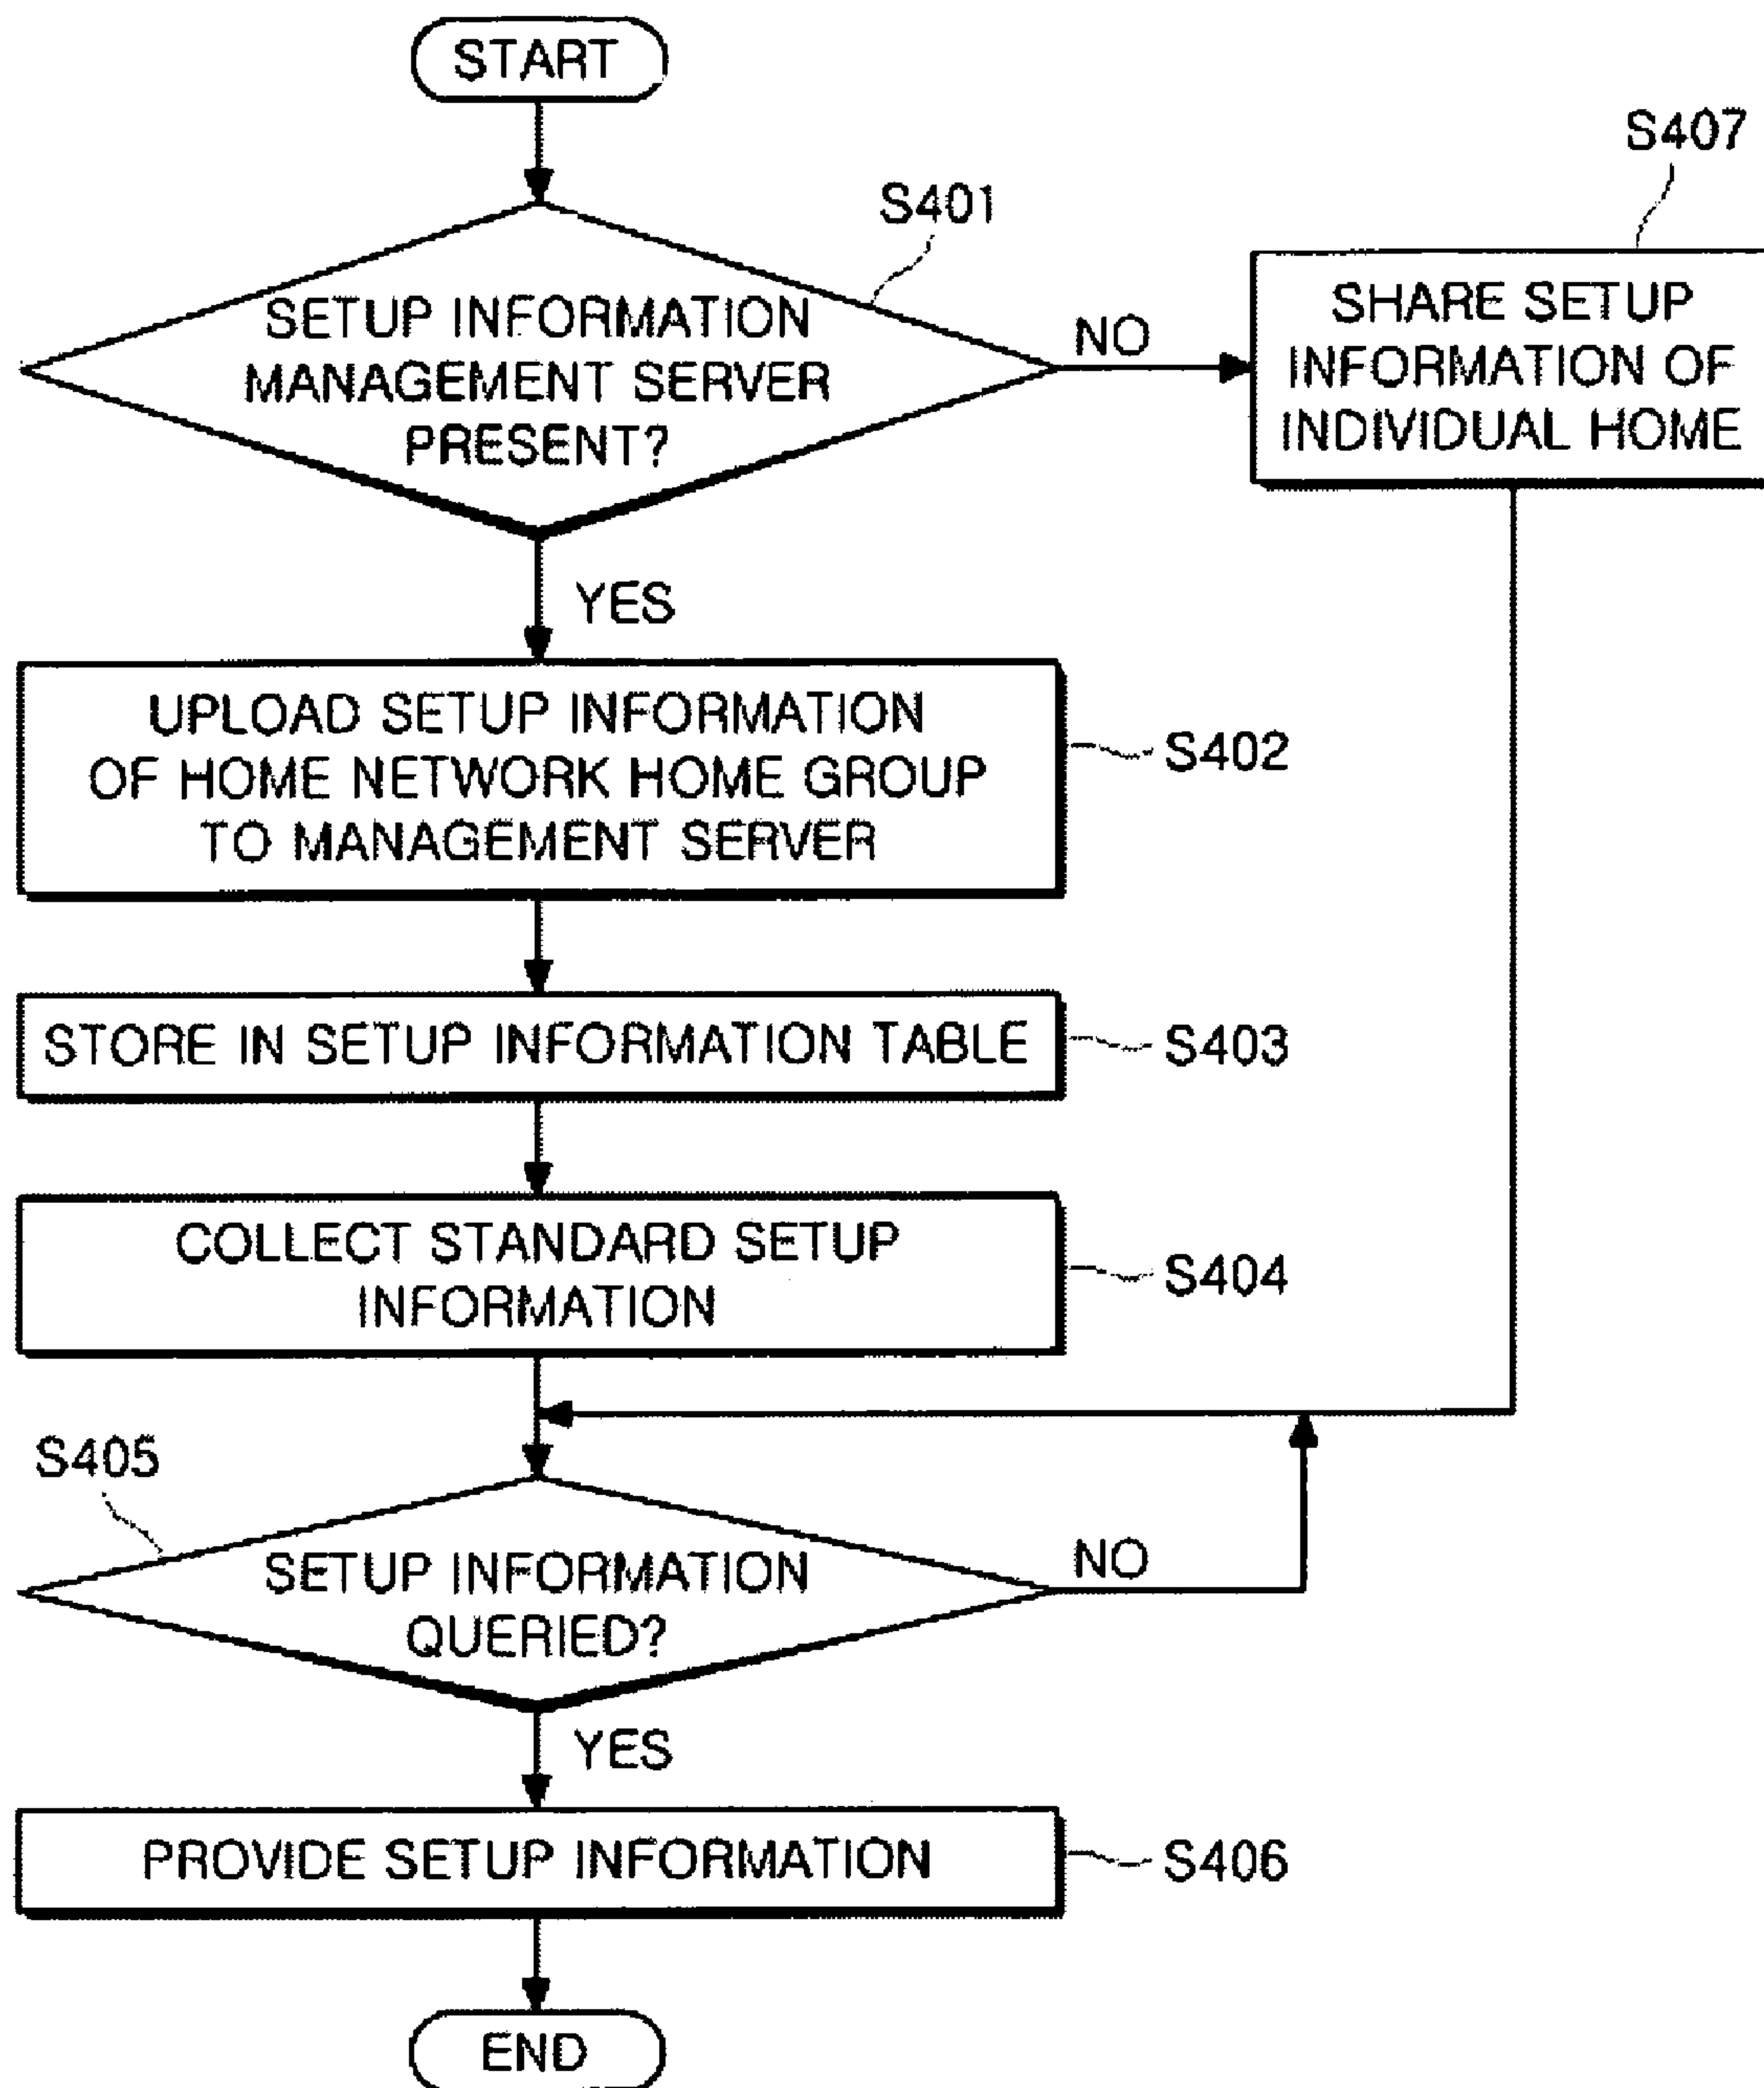 START
S401
S407
SETUP INFORMATION
MANAGEMENT SERVER
PRESENT?
NO
SHARE SETUP
INFORMATION OF
INDIVIDUAL HOME
YES
UPLOAD SETUP INFORMATION
OF HOME NETWORK HOME GROUP
TO MANAGEMENT SERVER
S402
STORE IN SETUP INFORMATION TABLE
S403
COLLECT STANDARD SETUP
INFORMATION
S404
S405
SETUP INFORMATION
QUERIED?
NO
YES
PROVIDE SETUP INFORMATION
S406
END